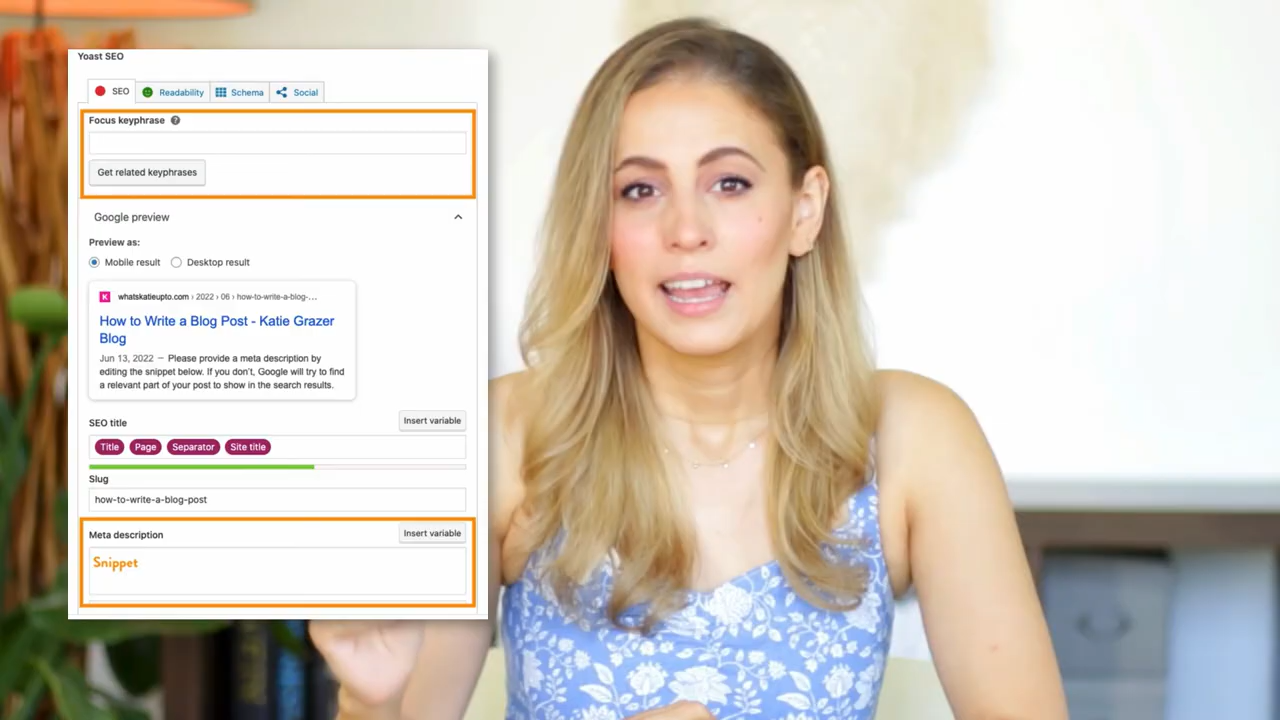 Yoast SEO
SEO
Readability
Schema
Social
Focus keyphrase ?
Get related keyphrases
Google preview
Preview as:
Mobile result
Desktop result
K whatskatieupto.com › 2022 › 06 › how-to-write-a-blog-…
How to Write a Blog Post - Katie Grazer
Blog
Jun 13, 2022 – Please provide a meta description by
editing the snippet below. If you don't, Google will try to find
a relevant part of your post to show in the search results.
SEO title
Insert variable
Title Page Separator Site title
Slug
how-to-write-a-blog-post
Meta description
Insert variable
Snippet